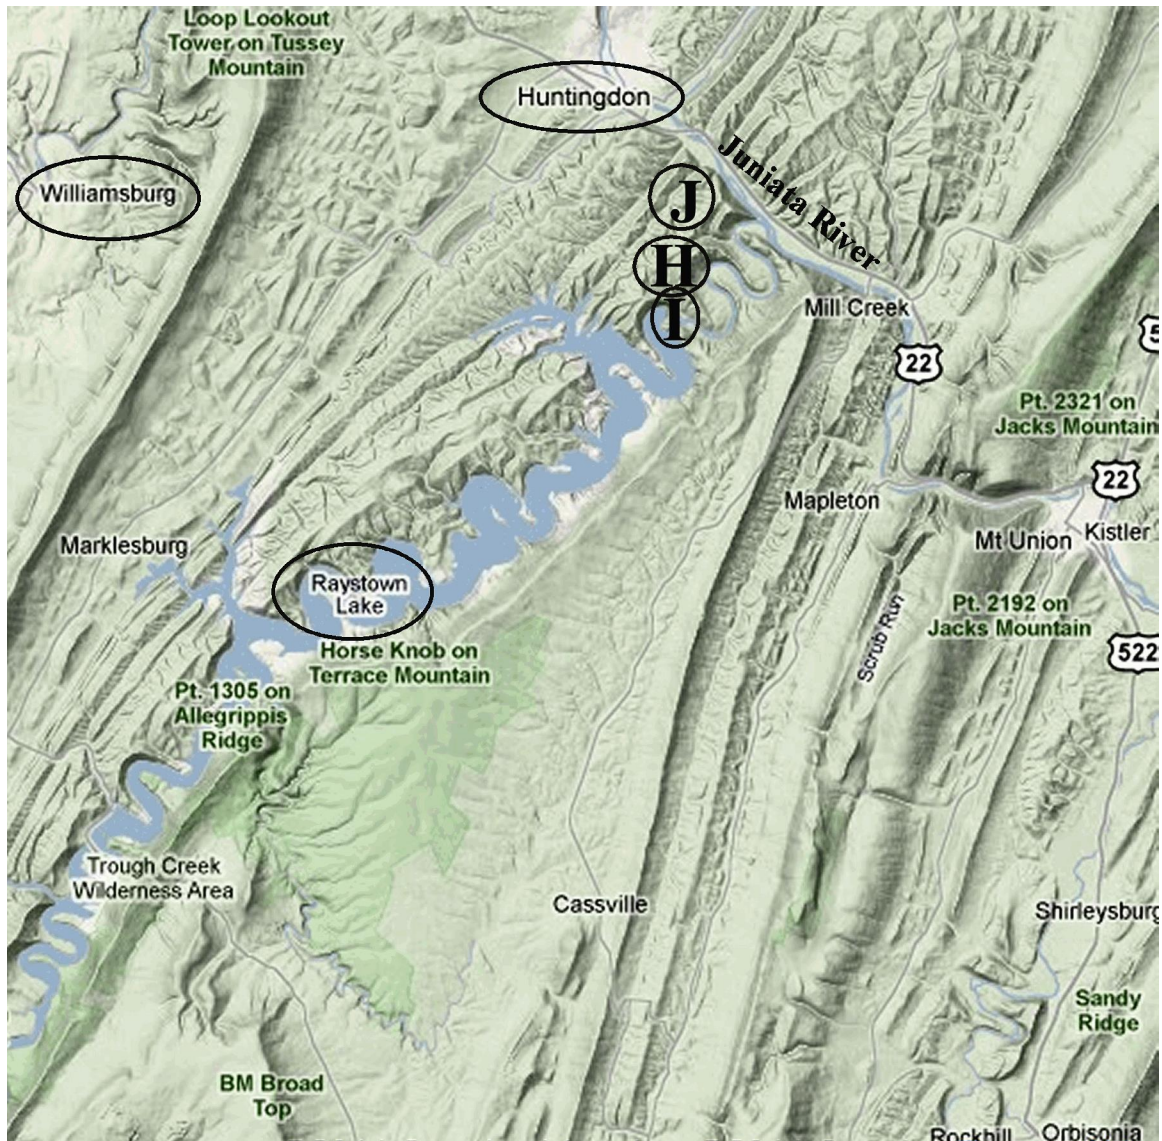 Loop Lookout
Tower on Tussey
Mountain
Huntingdon
Williamsburg
Juniata River
J
H
I
Mill Creek
22
5
Pt. 2321 on
Jacks Mountain
22
Mapleton
Mt Union
Kistler
Marklesburg
Raystown
Lake
Pt. 2192 on
Jacks Mountain
Scrub Run
522
Horse Knob on
Terrace Mountain
Pt. 1305 on
Allegrippis
Ridge
Trough Creek
Wilderness Area
Cassville
Shirleysburg
Sandy
Ridge
BM Broad
Top
Rockhill
Orbisonia